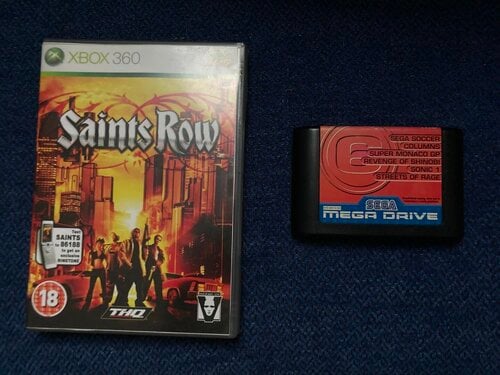 XBOX 360
Saints Row
Text
SAINTS
to
86188
to get an
exclusive
RINGTONE
18
THQ
V
6
SEGA SOCCER
COLUMNS
SUPER MONACO GP
REVENGE OF SHINOBI
SONIC 1
STREETS OF RAGE
SEGA
MEGA DRIVE